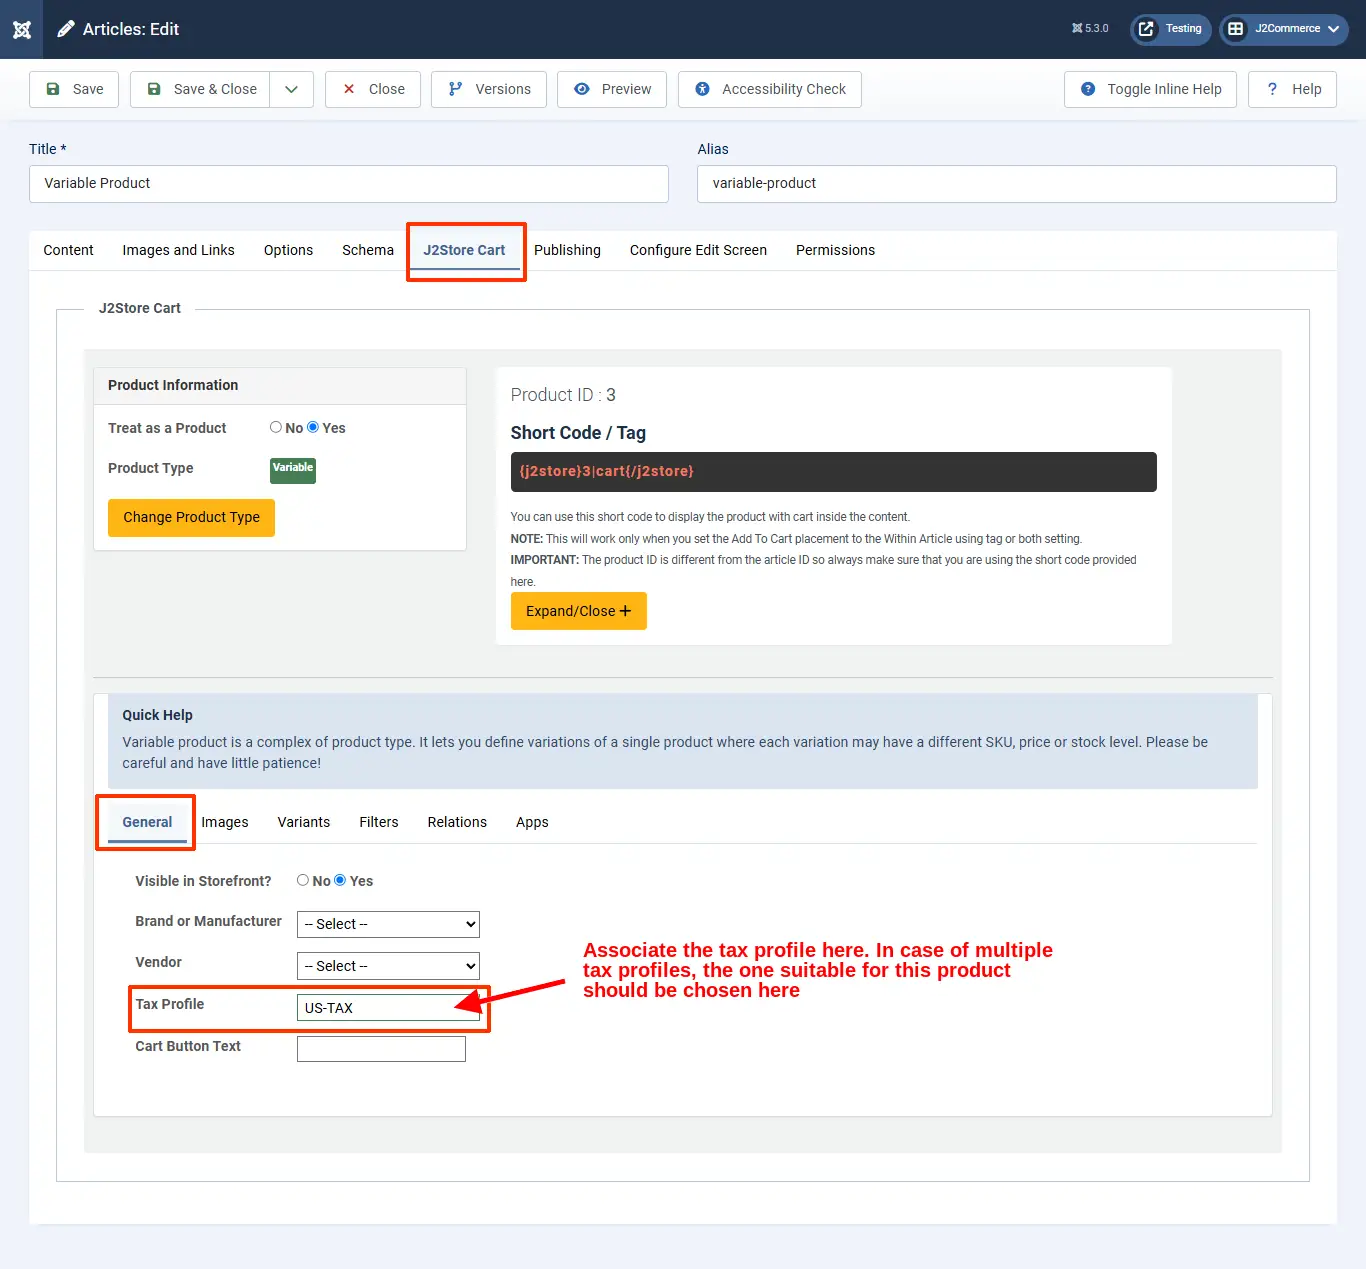 Articles: Edit
5.3.0
Testing
J2Commerce
Save
Save & Close
Close
Versions
Preview
Accessibility Check
Toggle Inline Help
? Help
Title *
Alias
Variable Product
variable-product
Content
Images and Links
Options
Schema
J2Store Cart
Publishing
Configure Edit Screen
Permissions
J2Store Cart
Product Information
Treat as a Product
No
Yes
Product Type
Variable
Change Product Type
Product ID : 3
Short Code / Tag
{j2store}3|cart{/j2store}
You can use this short code to display the product with cart inside the content.
NOTE: This will work only when you set the Add To Cart placement to the Within Article using tag or both setting.
IMPORTANT: The product ID is different from the article ID so always make sure that you are using the short code provided
here.
Expand/Close +
Quick Help
Variable product is a complex of product type. It lets you define variations of a single product where each variation may have a different SKU, price or stock level. Please be
careful and have little patience!
General
Images
Variants
Filters
Relations
Apps
Visible in Storefront?
No
Yes
Brand or Manufacturer
-- Select --
Vendor
-- Select --
Tax Profile
US-TAX
Cart Button Text
Associate the tax profile here. In case of multiple
tax profiles, the one suitable for this product
should be chosen here